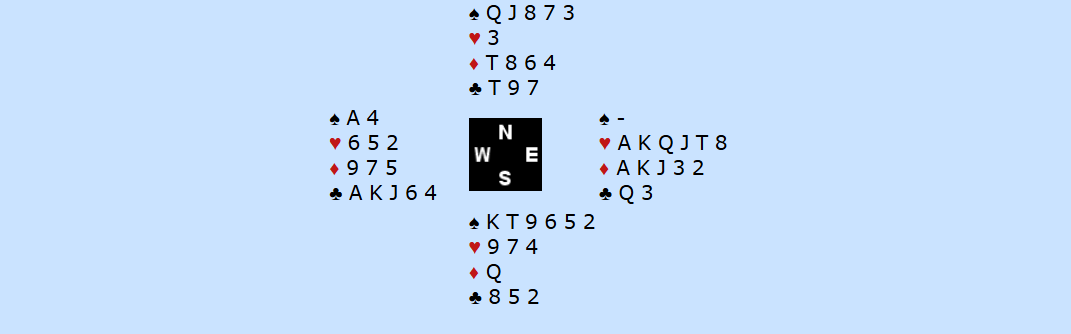 ♠ Q J 8 7 3
♥ 3
♦ T 8 6 4
♣ T 9 7
♠ A 4
♥ 6 5 2
♦ 9 7 5
♣ A K J 6 4
N
W E
S
♠ -
♥ A K Q J T 8
♦ A K J 3 2
♣ Q 3
♠ K T 9 6 5 2
♥ 9 7 4
♦ Q
♣ 8 5 2